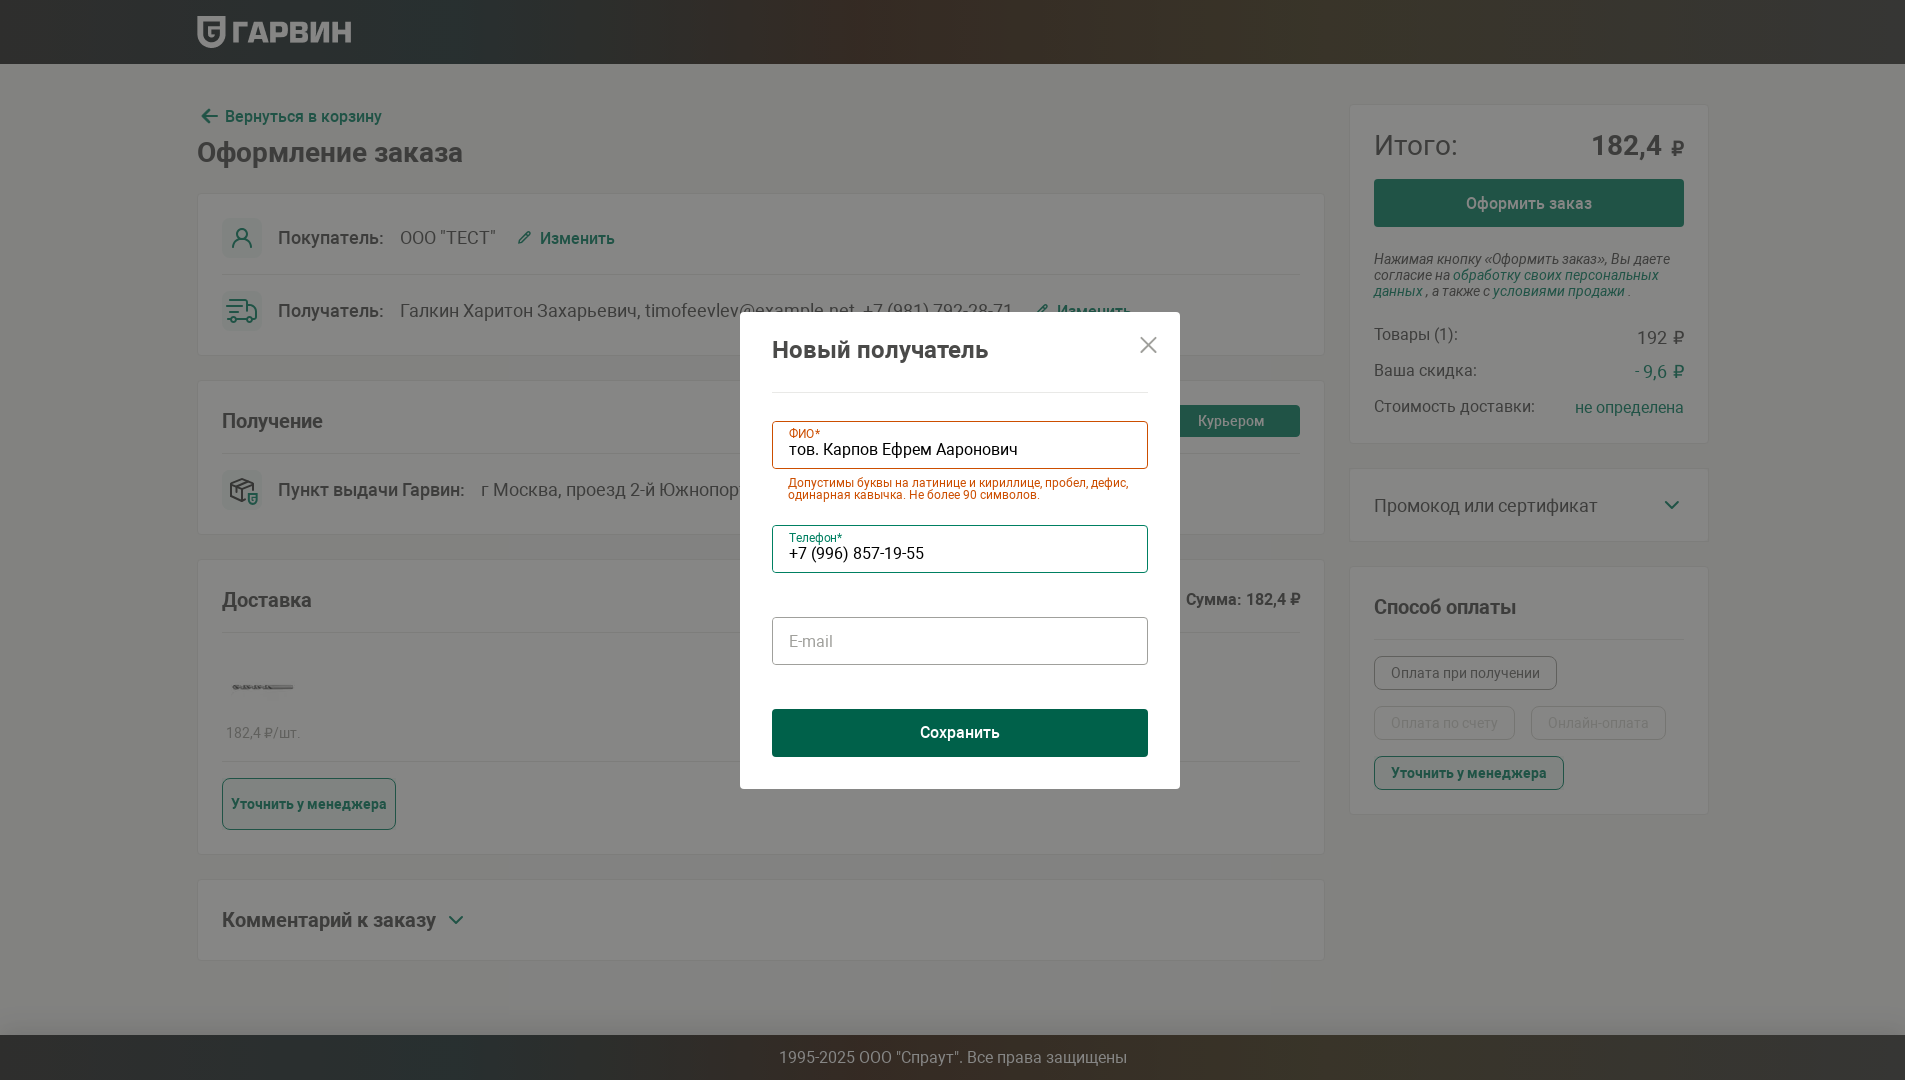 ГАРВИН
Вернуться в корзину
Оформление заказа
Покупатель: ООО "ТЕСТ" Изменить
Получатель: Галкин Харитон Захарьевич, timofeevlev@example.net, +7 (981) 792-28-71 Изменить
Получение
Курьером
Пункт выдачи Гарвин: г Москва, проезд 2-й
Доставка
Сумма: 182,4 ₽
182,4 ₽/шт.
Уточнить у менеджера
Комментарий к заказу
Новый получатель
ФИО*
тов. Карпов Ефрем Ааронович
Допустимы буквы на латинице и кириллице, пробел, дефис,
одинарная кавычка. Не более 90 символов.
Телефон*
+7 (996) 857-19-55
E-mail
Сохранить
Итого: 182,4 ₽
Оформить заказ
Нажимая кнопку «Оформить заказ», Вы даете
согласие на обработку своих персональных
данных , а также с условиями продажи .
Товары (1): 192 ₽
Ваша скидка: - 9,6 ₽
Стоимость доставки: не определена
Промокод или сертификат
Способ оплаты
Оплата при получении
Оплата по счету Онлайн-оплата
Уточнить у менеджера
1995-2025 ООО "Спраут". Все права защищены